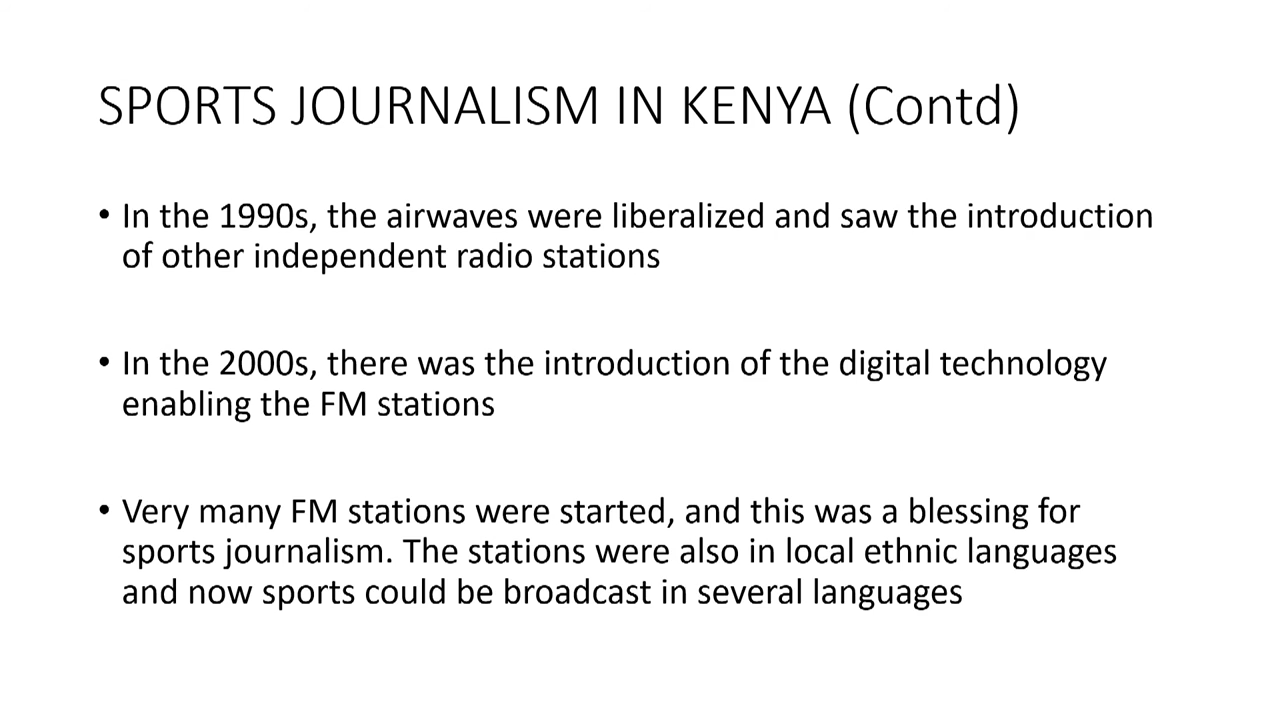 SPORTS JOURNALISM IN KENYA (Contd)
• In the 1990s, the airwaves were liberalized and saw the introduction
of other independent radio stations
• In the 2000s, there was the introduction of the digital technology
enabling the FM stations
• Very many FM stations were started, and this was a blessing for
sports journalism. The stations were also in local ethnic languages
and now sports could be broadcast in several languages